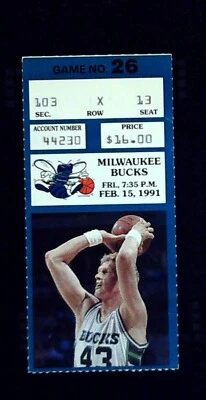 GAME NO. 26
103 X 13
SEC. ROW SEAT
ACCOUNT NUMBER PRICE
44230 $16.00
MILWAUKEE
BUCKS
FRI, 7:35 P.M.
FEB. 15, 1991
BUCKS
43